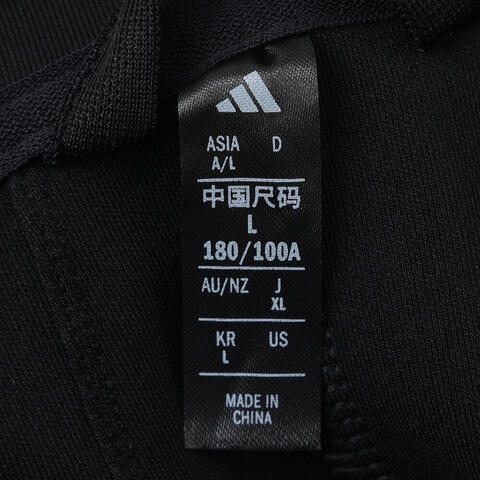 ASIA D
A/L
中国尺码
L
180/100A
AU/NZ J
XL
KR US
L
MADE IN
CHINA